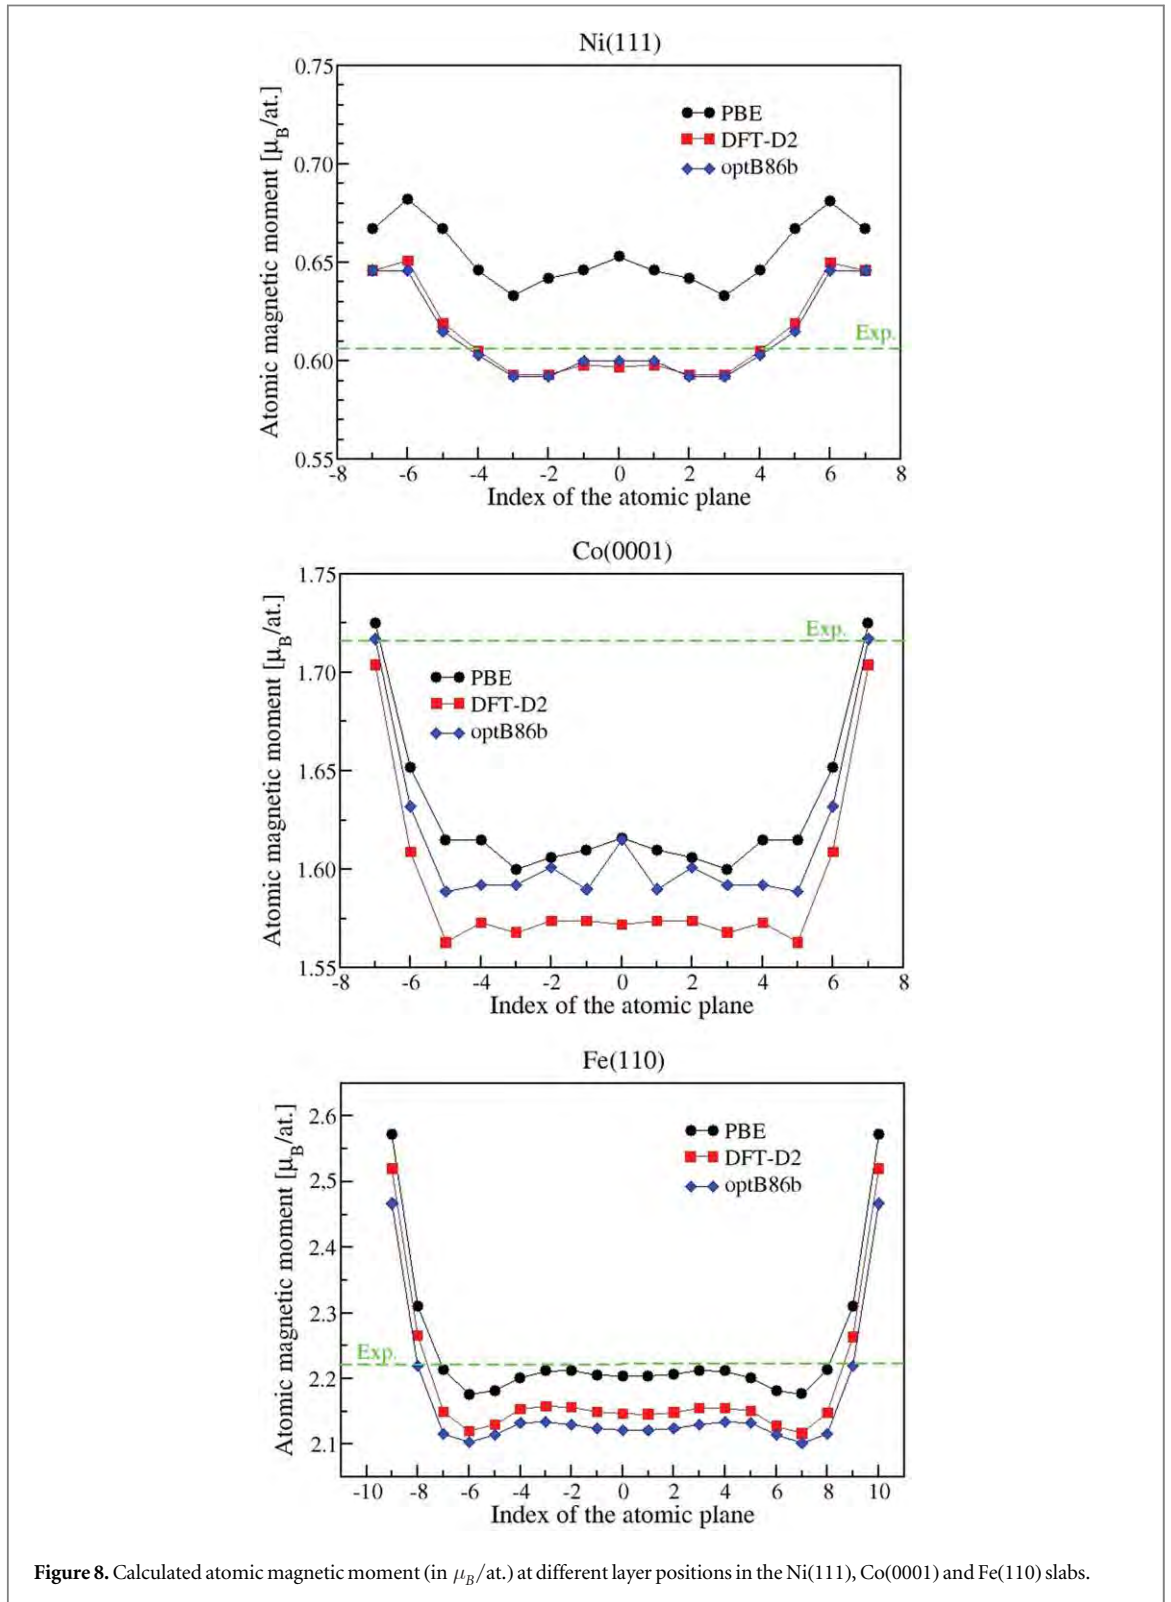 Ni(111)
0.75
0.70
0.65
0.60
0.55
Atomic magnetic moment [μB/at.]
PBE
DFT-D2
optB86b
Exp.
-8 -6 -4 -2 0 2 4 6 8
Index of the atomic plane
Co(0001)
1.75
1.70
1.65
1.60
1.55
Atomic magnetic moment [μB/at.]
Exp.
PBE
DFT-D2
optB86b
-8 -6 -4 -2 0 2 4 6 8
Index of the atomic plane
Fe(110)
2.6
2.5
2.4
2.3
2.2
2.1
Atomic magnetic moment [μB/at.]
PBE
DFT-D2
optB86b
Exp.
-10 -8 -6 -4 -2 0 2 4 6 8 10
Index of the atomic plane
Figure 8. Calculated atomic magnetic moment (in μB/at.) at different layer positions in the Ni(111), Co(0001) and Fe(110) slabs.